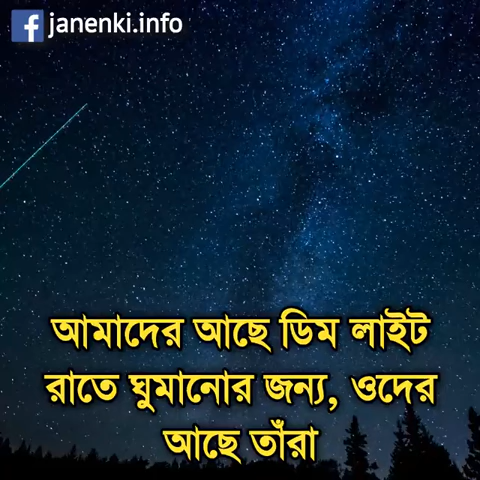 janenki.info
আমাদের আছে ডিম লাইট
রাতে ঘুমানোর জন্য, ওদের
আছে তাঁরা